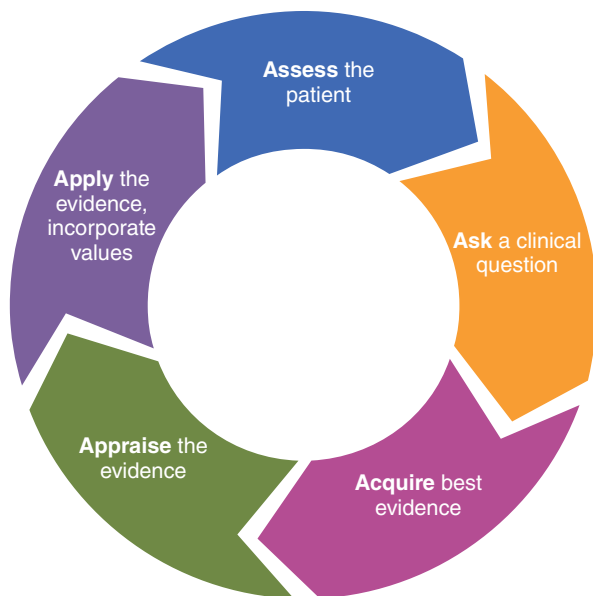 Assess the
patient
Ask a clinical
question
Acquire best
evidence
Appraise the
evidence
Apply the
evidence,
incorporate
values